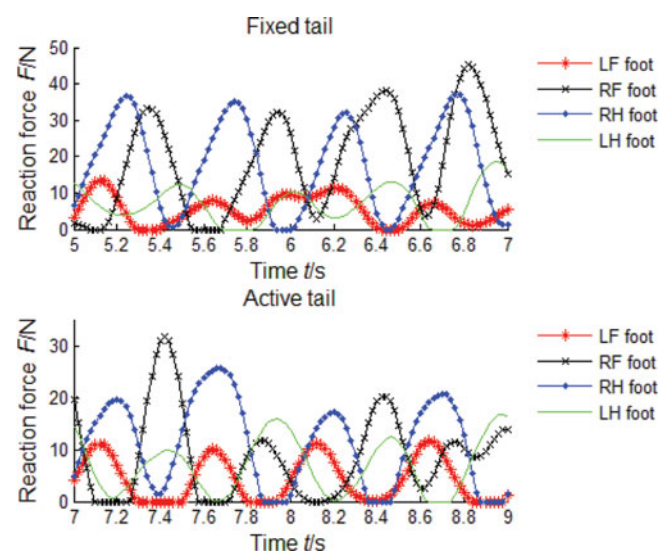 Fixed tail
Reaction force F/N
50
40
30
20
10
0
5 5.2 5.4 5.6 5.8 6 6.2 6.4 6.6 6.8 7
Time t/s
LF foot
RF foot
RH foot
LH foot
Active tail
Reaction force F/N
30
20
10
0
7 7.2 7.4 7.6 7.8 8 8.2 8.4 8.6 8.8 9
Time t/s
LF foot
RF foot
RH foot
LH foot